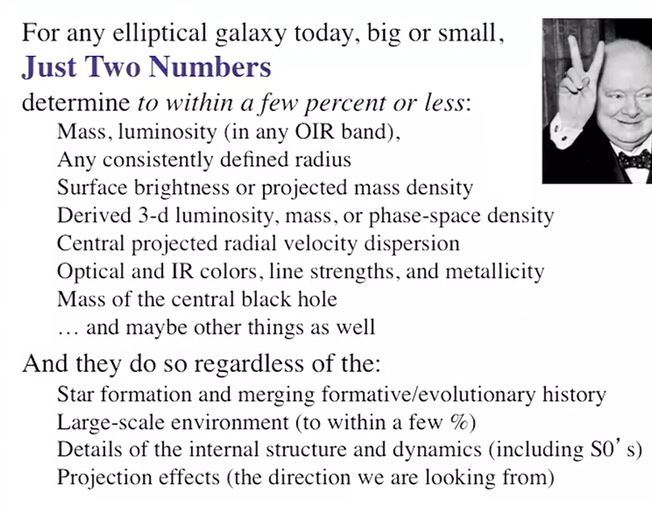 For any elliptical galaxy today, big or small,
Just Two Numbers
determine to within a few percent or less:
Mass, luminosity (in any OIR band),
Any consistently defined radius
Surface brightness or projected mass density
Derived 3-d luminosity, mass, or phase-space density
Central projected radial velocity dispersion
Optical and IR colors, line strengths, and metallicity
Mass of the central black hole
… and maybe other things as well
And they do so regardless of the:
Star formation and merging formative/evolutionary history
Large-scale environment (to within a few %)
Details of the internal structure and dynamics (including S0’ s)
Projection effects (the direction we are looking from)